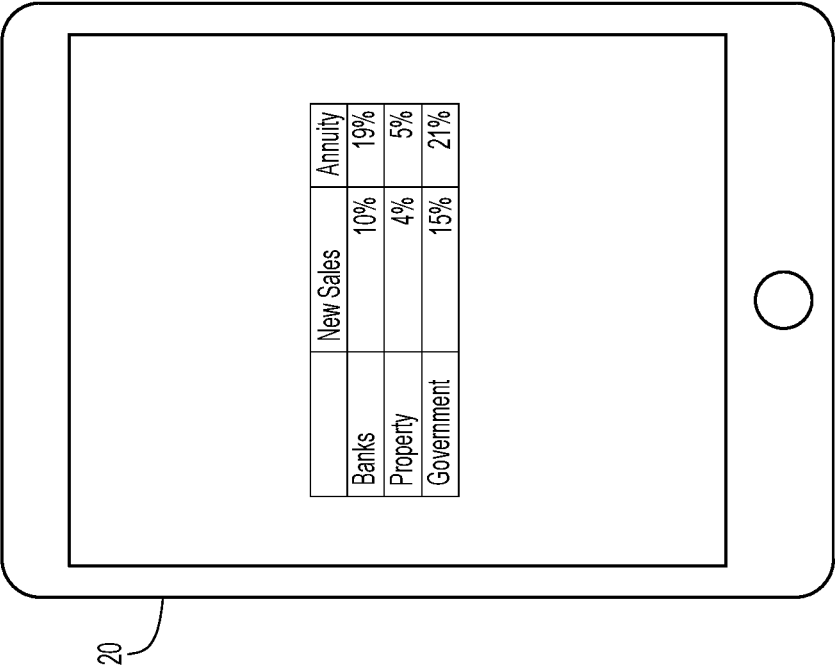 New Sales Annuity
Banks 10% 19%
Property 4% 5%
Government 15% 21%
20